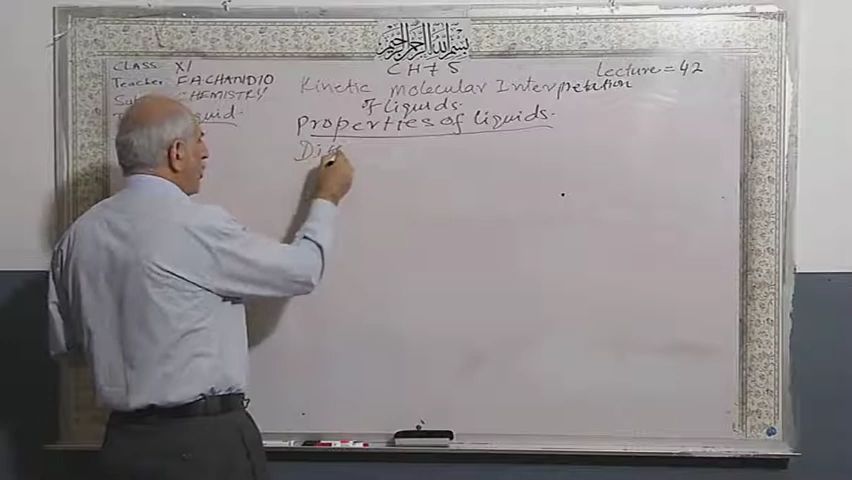 بسم الله الرحمن الرحيم
CLASS XI
CH # 5
Lecture = 42
Teacher FACHANDIO
CHEMISTRY
Kinetic Molecular Interpretation
of liquids.
Properties of liquids.